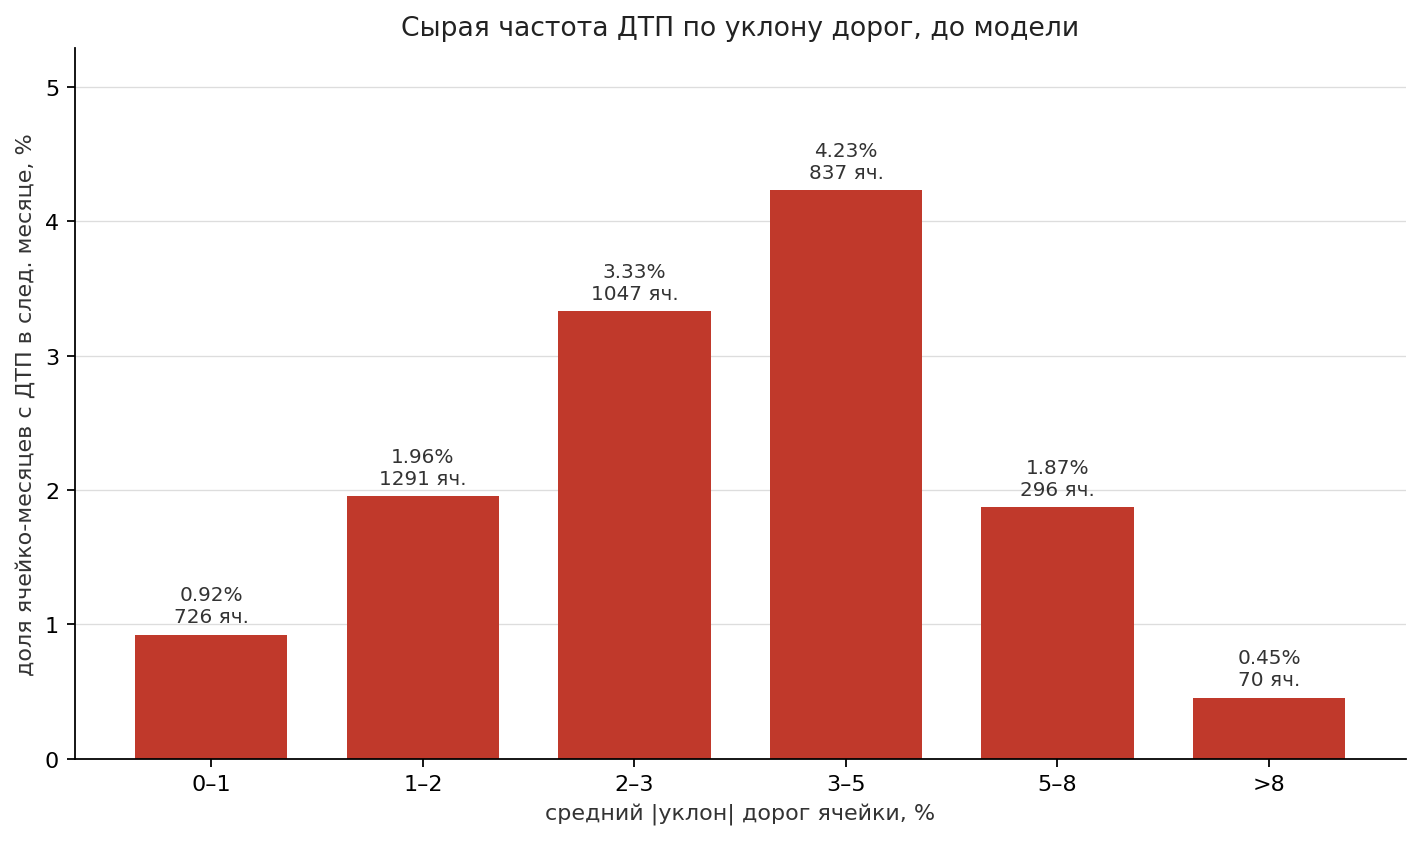 Сырая частота ДТП по уклону дорог, до модели
доля ячейко-месяцев с ДТП в след. месяце, %
5
4
3
2
1
0
0.92%
726 яч.
1.96%
1291 яч.
3.33%
1047 яч.
4.23%
837 яч.
1.87%
296 яч.
0.45%
70 яч.
0–1
1–2
2–3
3–5
5–8
>8
средний |уклон| дорог ячейки, %